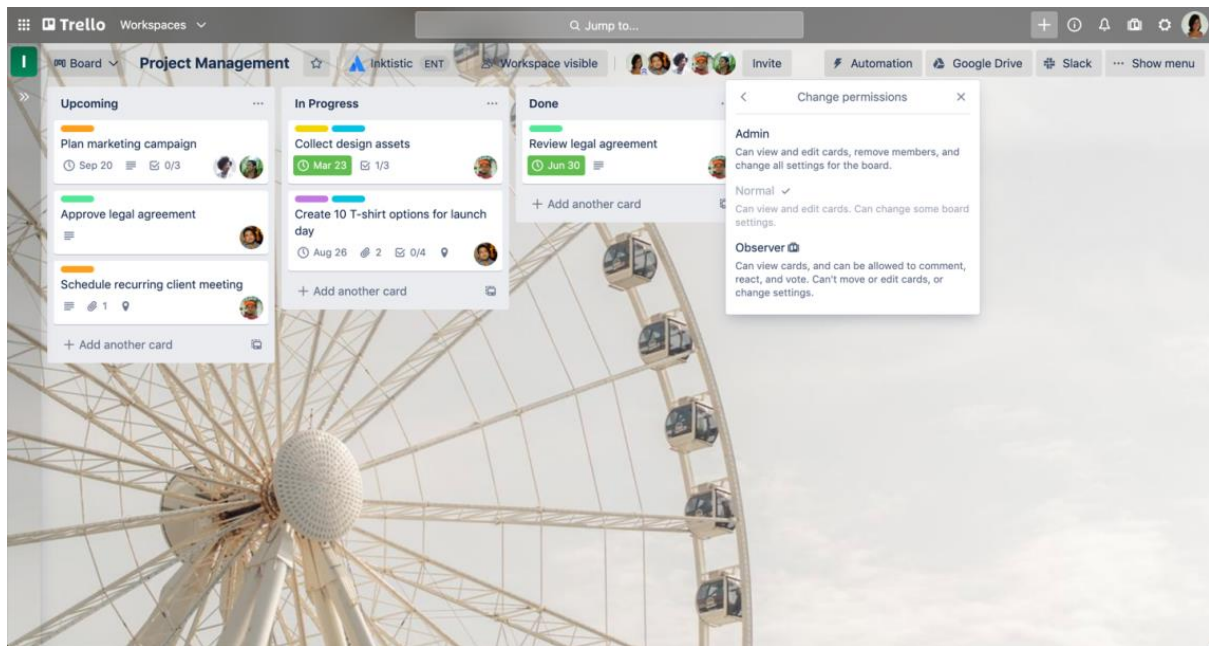 Trello Workspaces Jump to...
I Board Project Management Inktistic ENT Workspace visible Invite Automation Google Drive Slack ... Show menu
Upcoming ...
Plan marketing campaign
Sep 20 0/3
Approve legal agreement
Schedule recurring client meeting
1
+ Add another card
In Progress ...
Collect design assets
Mar 23 1/3
Create 10 T-shirt options for launch
day
Aug 26 2 0/4
+ Add another card
Done
Review legal agreement
Jun 30
+ Add another card
Change permissions
Admin
Can view and edit cards, remove members, and
change all settings for the board.
Normal
Can view and edit cards. Can change some board
settings.
Observer
Can view cards, and can be allowed to comment,
react, and vote. Can't move or edit cards, or
change settings.